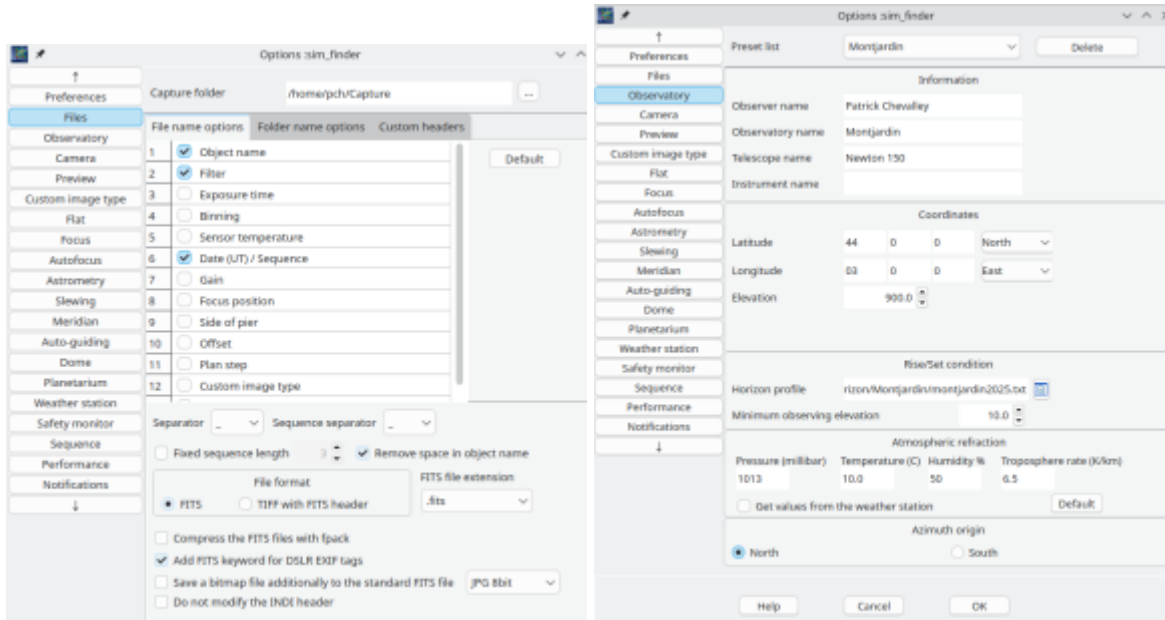 Options :sim_finder
↑
Preferences
Files
Observatory
Camera
Preview
Custom image type
Flat
Focus
Autofocus
Astrometry
Slewing
Meridian
Auto-guiding
Dome
Planetarium
Weather station
Safety monitor
Sequence
Performance
Notifications
↓
Capture folder /home/pch/Capture ...
File name options Folder name options Custom headers
1 Object name
2 Filter
3 Exposure time
4 Binning
5 Sensor temperature
6 Date (UT) / Sequence
7 Gain
8 Focus position
9 Side of pier
10 Offset
11 Plan step
12 Custom image type
Default
Separator _ Sequence separator _
Fixed sequence length 3 Remove space in object name
File format
FITS TIFF with FITS header
FITS file extension
.fits
Compress the FITS files with fpack
Add FITS keyword for DSLR EXIF tags
Save a bitmap file additionally to the standard FITS file JPG 8bit
Do not modify the INDI header
Options :sim_finder
↑
Preferences
Files
Observatory
Camera
Preview
Custom image type
Flat
Focus
Autofocus
Astrometry
Slewing
Meridian
Auto-guiding
Dome
Planetarium
Weather station
Safety monitor
Sequence
Performance
Notifications
↓
Preset list Montjardin Delete
Information
Observer name Patrick Chevalley
Observatory name Montjardin
Telescope name Newton 150
Instrument name
Coordinates
Latitude 44 0 0 North
Longitude 03 0 0 East
Elevation 900.0
Rise/Set condition
Horizon profile rizon/Montjardin/montjardin2025.txt
Minimum observing elevation 10.0
Atmospheric refraction
Pressure (millibar) Temperature (C) Humidity % Troposphere rate (K/km)
1013 10.0 50 6.5
Get values from the weather station Default
Azimuth origin
North South
Help Cancel OK